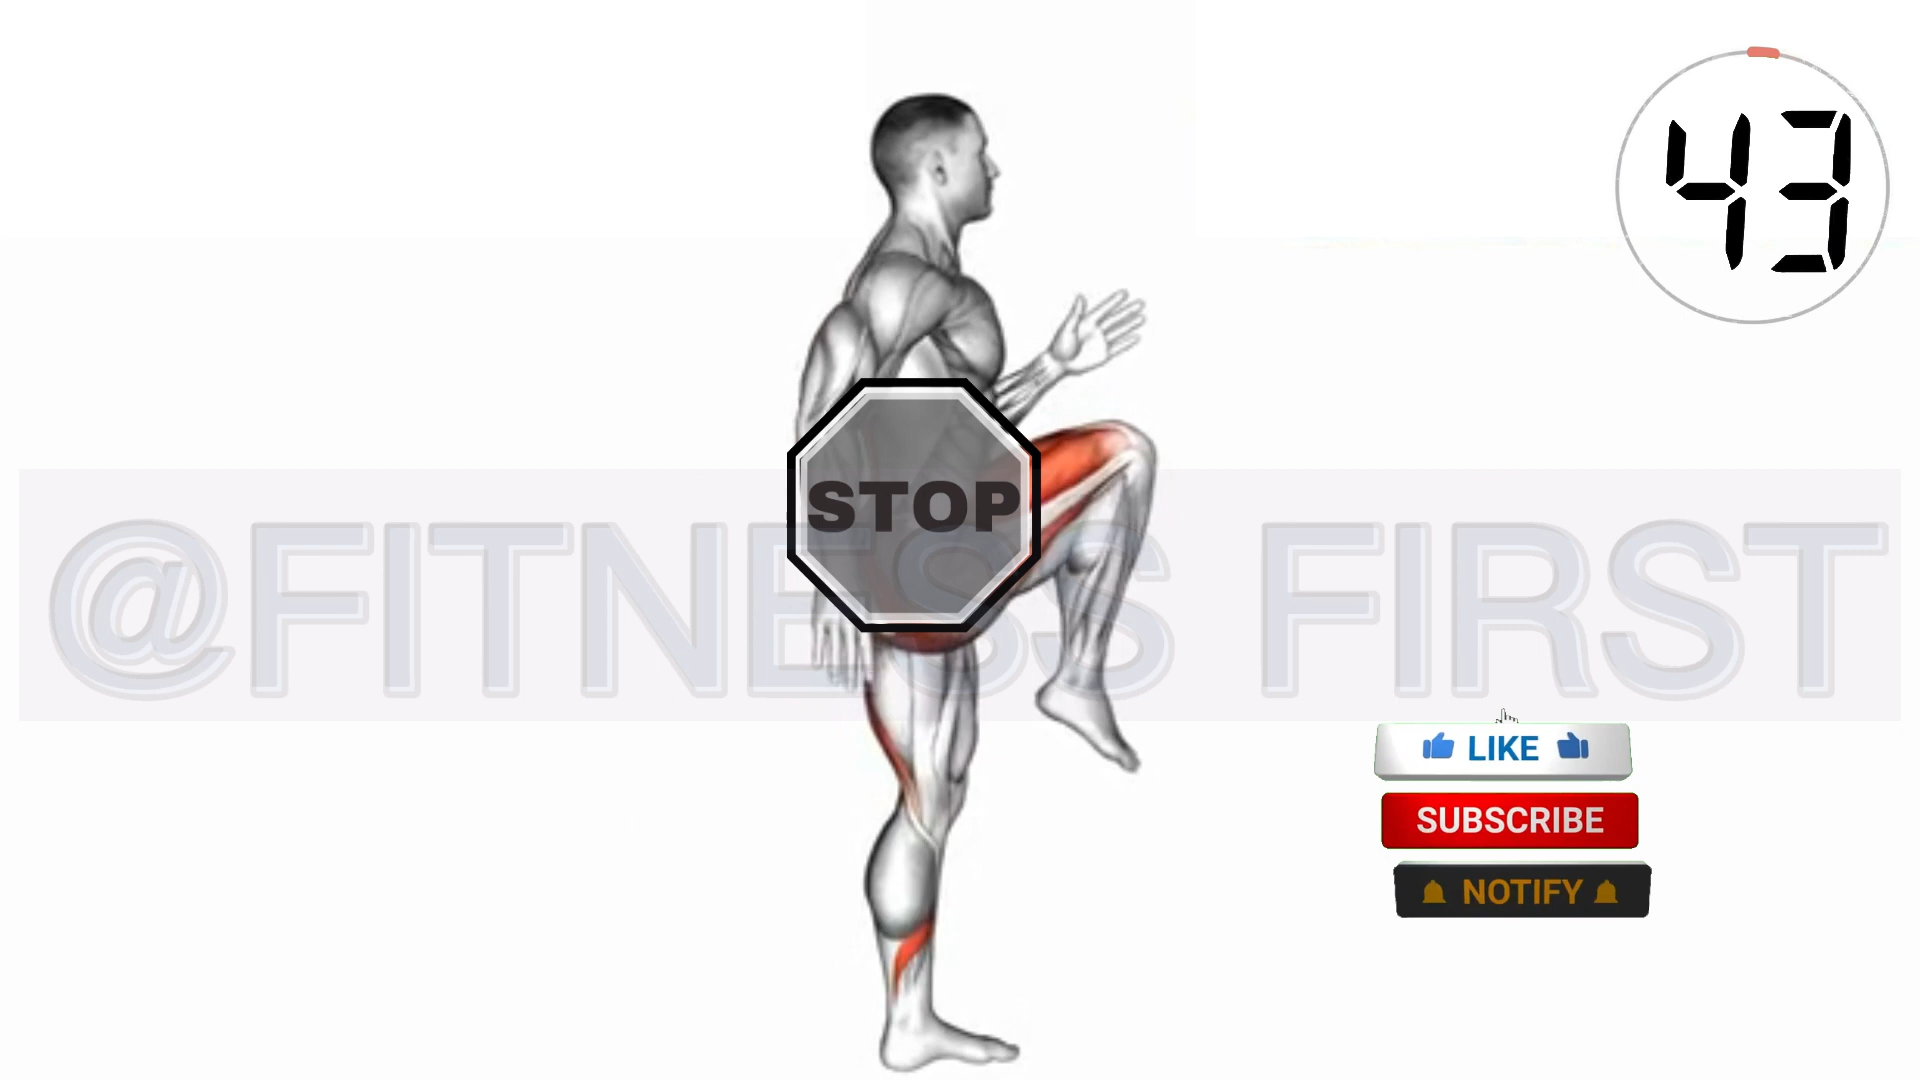 43
STOP
@FITNESS FIRST
LIKE
SUBSCRIBE
NOTIFY